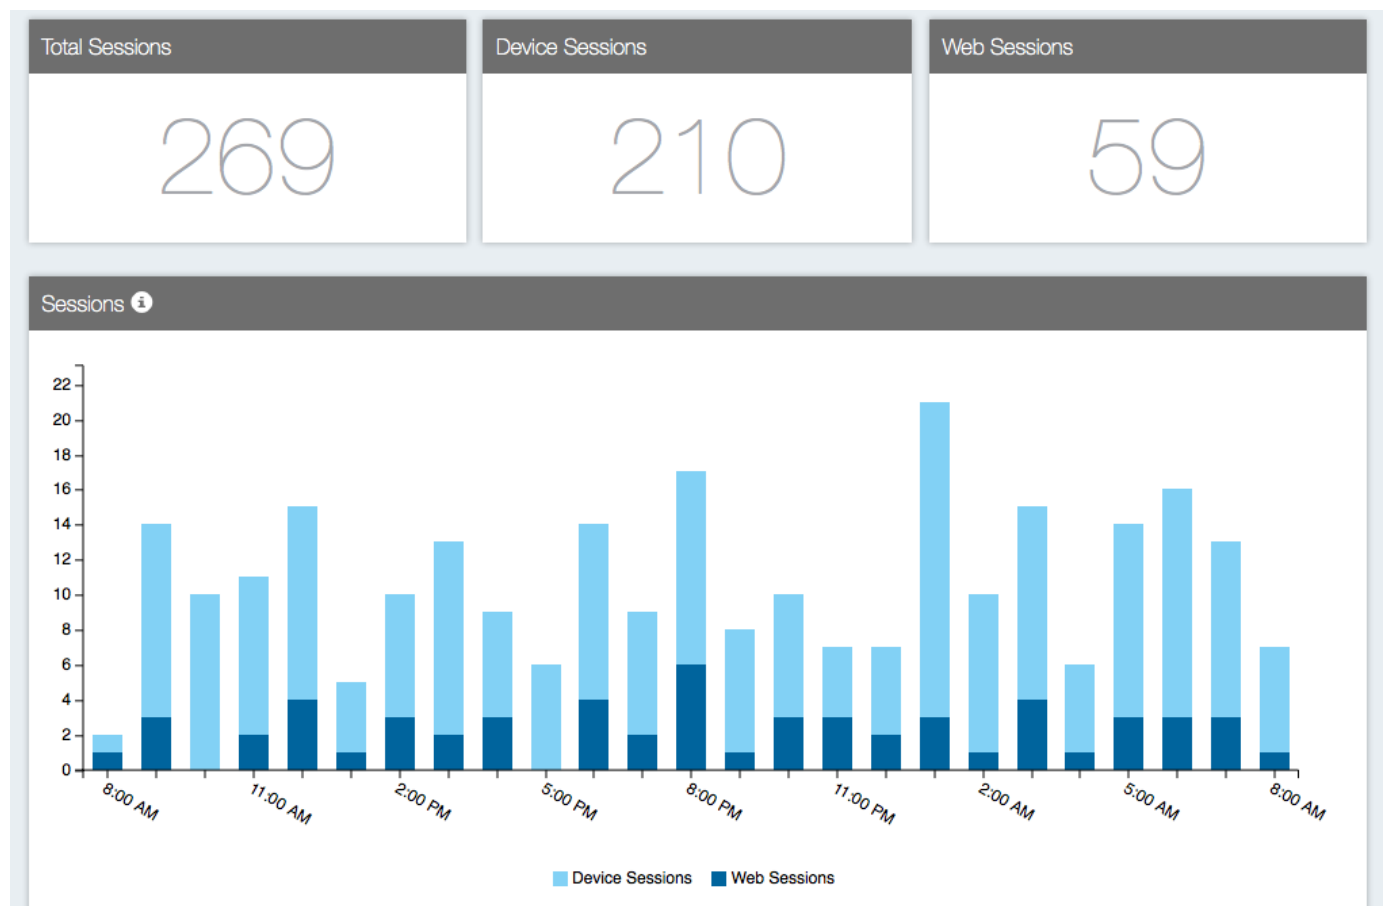 Total Sessions
Device Sessions
Web Sessions
269
210
59
Sessions
22
20
18
16
14
12
10
8
6
4
2
0
8:00 AM
11:00 AM
2:00 PM
5:00 PM
8:00 PM
11:00 PM
2:00 AM
5:00 AM
8:00 AM
Device Sessions
Web Sessions